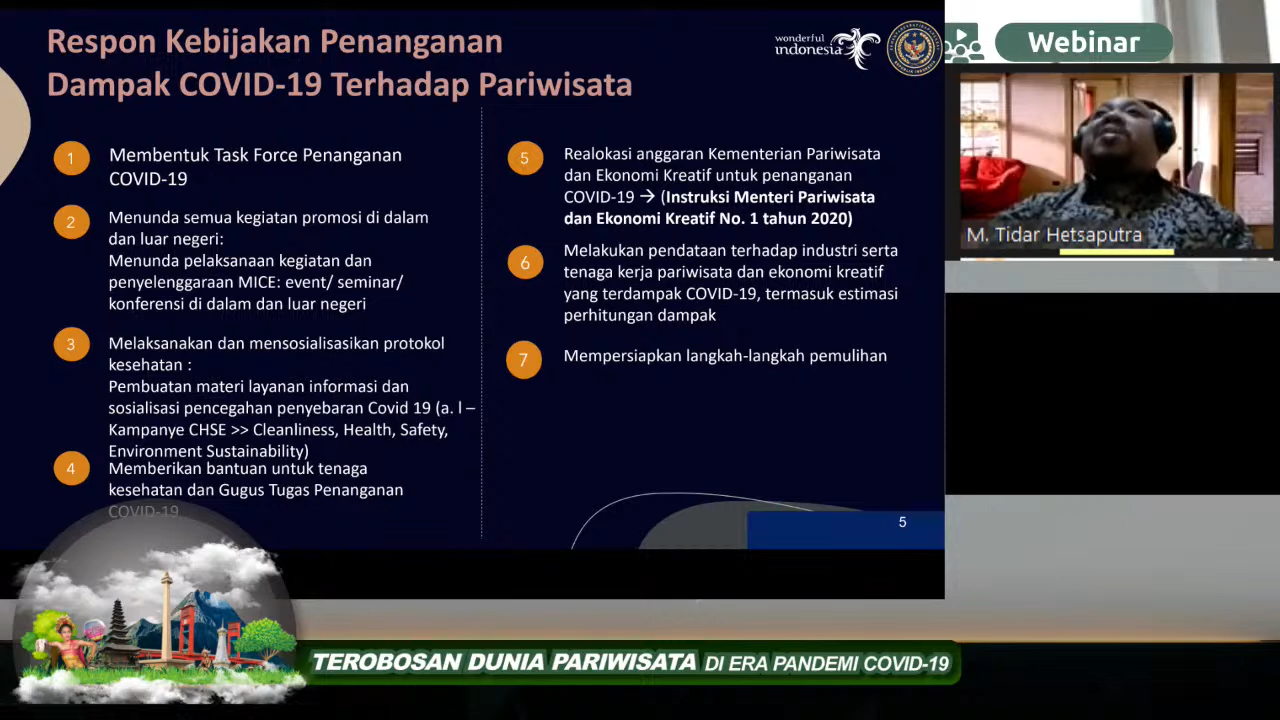 Respon Kebijakan Penanganan
Dampak COVID-19 Terhadap Pariwisata
wonderful
indonesia
Webinar
1
Membentuk Task Force Penanganan
COVID-19
2
Menunda semua kegiatan promosi di dalam
dan luar negeri:
Menunda pelaksanaan kegiatan dan
penyelenggaraan MICE: event/ seminar/
konferensi di dalam dan luar negeri
3
Melaksanakan dan mensosialisasikan protokol
kesehatan :
Pembuatan materi layanan informasi dan
sosialisasi pencegahan penyebaran Covid 19 (a. l –
Kampanye CHSE >> Cleanliness, Health, Safety,
Environment Sustainability)
4
Memberikan bantuan untuk tenaga
kesehatan dan Gugus Tugas Penanganan
COVID-19
5
Realokasi anggaran Kementerian Pariwisata
dan Ekonomi Kreatif untuk penanganan
COVID-19 → (Instruksi Menteri Pariwisata
dan Ekonomi Kreatif No. 1 tahun 2020)
6
Melakukan pendataan terhadap industri serta
tenaga kerja pariwisata dan ekonomi kreatif
yang terdampak COVID-19, termasuk estimasi
perhitungan dampak
7
Mempersiapkan langkah-langkah pemulihan
5
M. Tidar Hetsaputra
TEROBOSAN DUNIA PARIWISATA DI ERA PANDEMI COVID-19